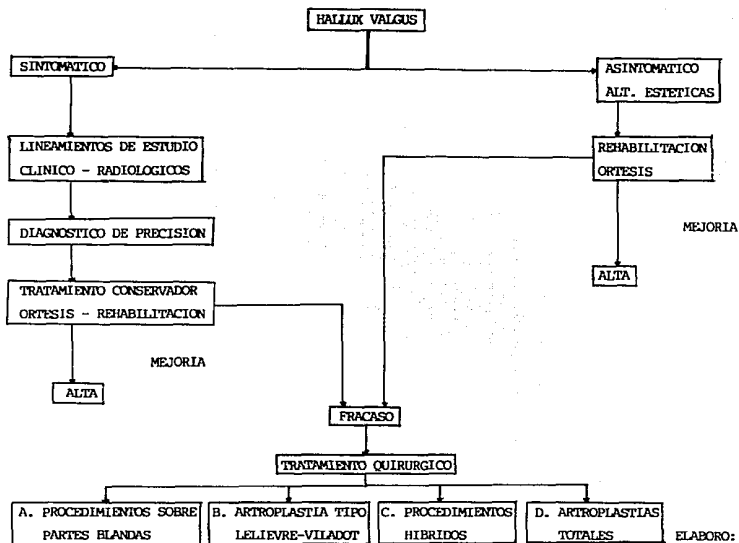 HALLUX VALGUS
SINTOMATICO
ASINTOMATICO
ALT. ESTETICAS
LINEAMIENTOS DE ESTUDIO
CLINICO - RADIOLOGICOS
REHABILITACION
ORTESIS
DIAGNOSTICO DE PRECISION
MEJORIA
ALTA
TRATAMIENTO CONSERVADOR
ORTESIS - REHABILITACION
MEJORIA
ALTA
FRACASO
TRATAMIENTO QUIRURGICO
A. PROCEDIMIENTOS SOBRE
PARTES BLANDAS
B. ARTROPLASTIA TIPO
LELIEVRE-VILADOT
C. PROCEDIMIENTOS
HIBRIDOS
D. ARTROPLASTIAS
TOTALES
ELABORO: